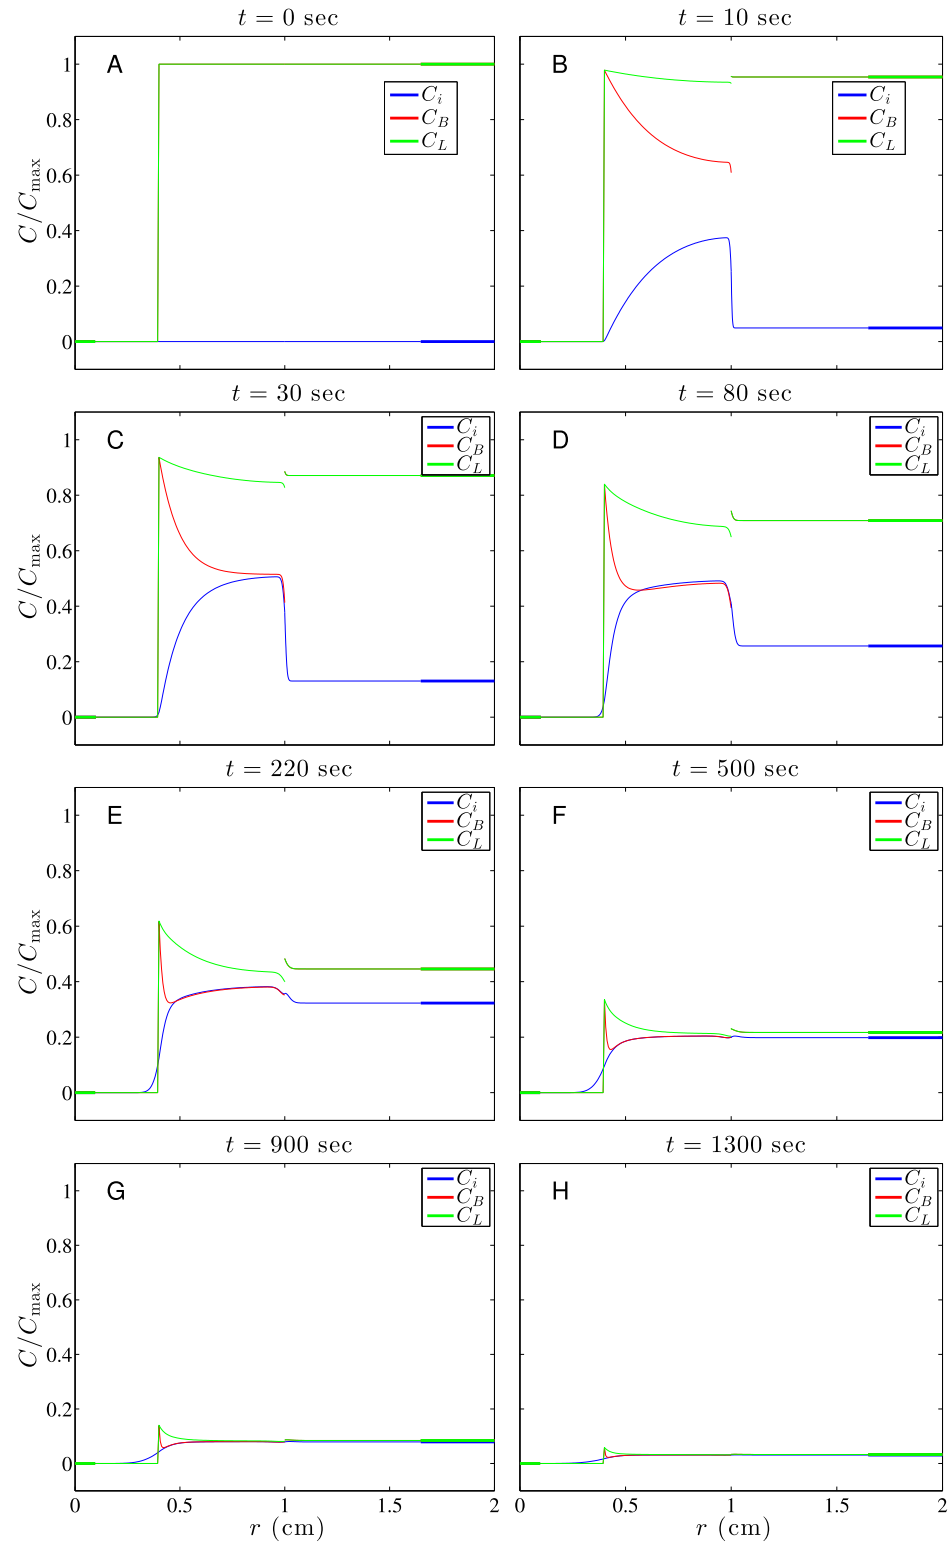 t = 0 sec
t = 10 sec
A
B
C_i
C_B
C_L
C_i
C_B
C_L
C/C_max
1
0.8
0.6
0.4
0.2
0
t = 30 sec
t = 80 sec
C
D
C_i
C_B
C_L
C_i
C_B
C_L
C/C_max
1
0.8
0.6
0.4
0.2
0
t = 220 sec
t = 500 sec
E
F
C_i
C_B
C_L
C_i
C_B
C_L
C/C_max
1
0.8
0.6
0.4
0.2
0
t = 900 sec
t = 1300 sec
G
H
C_i
C_B
C_L
C_i
C_B
C_L
C/C_max
1
0.8
0.6
0.4
0.2
0
0 0.5 1 1.5 2
0 0.5 1 1.5 2
r (cm)
r (cm)